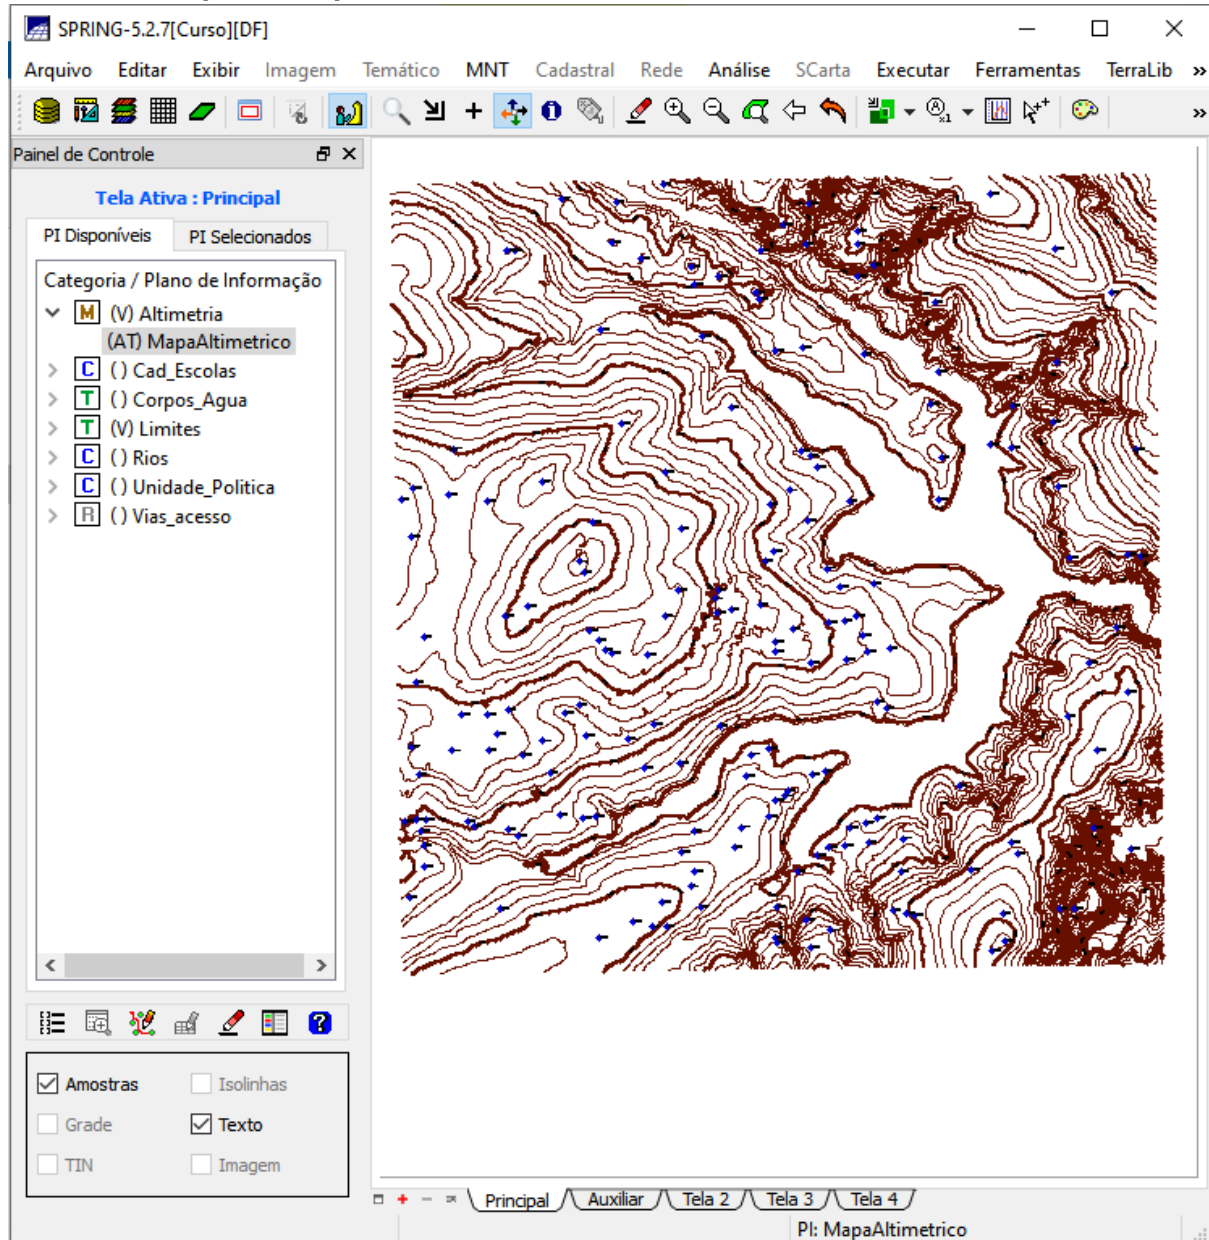 SPRING-5.2.7[Curso][DF]
Arquivo Editar Exibir Imagem Temático MNT Cadastral Rede Análise SCarta Executar Ferramentas TerraLib »
Painel de Controle
Tela Ativa : Principal
PI Disponíveis PI Selecionados
Categoria / Plano de Informação
M (V) Altimetria
(AT) MapaAltimetrico
C ( ) Cad_Escolas
T ( ) Corpos_Agua
T (V) Limites
C ( ) Rios
C ( ) Unidade_Politica
R ( ) Vias_acesso
Amostras Isolinhas
Grade Texto
TIN Imagem
Principal Auxiliar Tela 2 Tela 3 Tela 4
PI: MapaAltimetrico